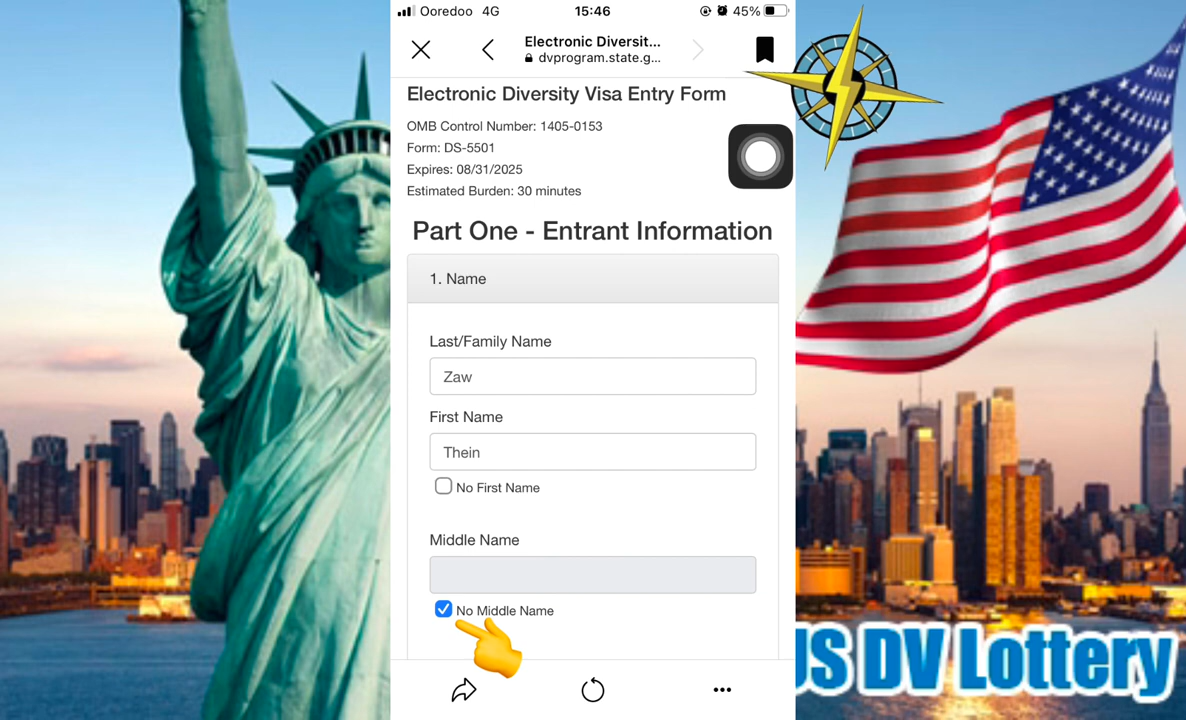 Ooredoo 4G 15:46 45%
Electronic Diversit...
dvprogram.state.g...
Electronic Diversity Visa Entry Form
OMB Control Number: 1405-0153
Form: DS-5501
Expires: 08/31/2025
Estimated Burden: 30 minutes
Part One - Entrant Information
1. Name
Last/Family Name
Zaw
First Name
Thein
No First Name
Middle Name
No Middle Name
US DV Lottery